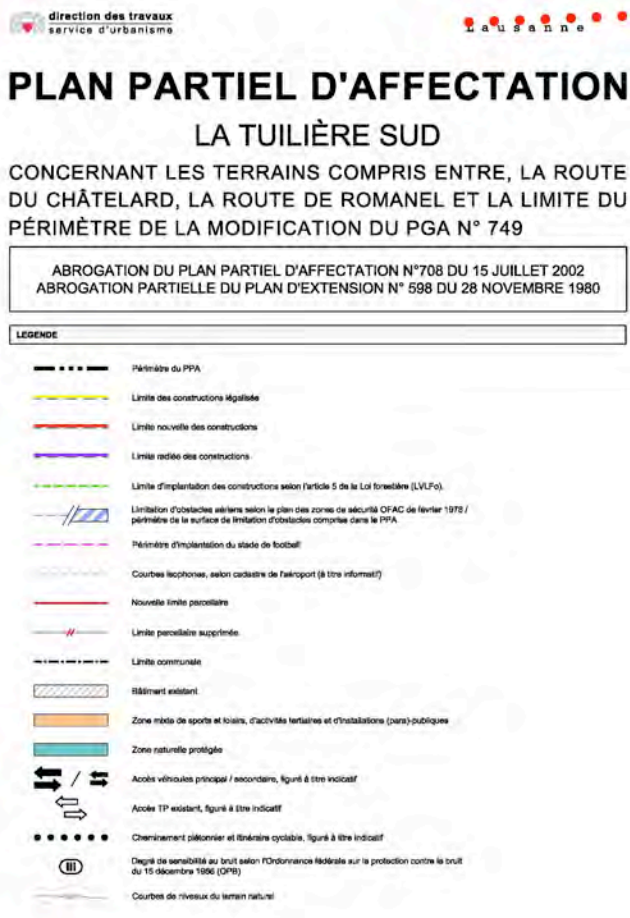 direction des travaux
service d'urbanisme
Lausanne
PLAN PARTIEL D'AFFECTATION
LA TUILIÈRE SUD
CONCERNANT LES TERRAINS COMPRIS ENTRE, LA ROUTE
DU CHÂTELARD, LA ROUTE DE ROMANEL ET LA LIMITE DU
PÉRIMÈTRE DE LA MODIFICATION DU PGA N° 749
ABROGATION DU PLAN PARTIEL D'AFFECTATION N°708 DU 15 JUILLET 2002
ABROGATION PARTIELLE DU PLAN D'EXTENSION N° 598 DU 28 NOVEMBRE 1980
LEGENDE
Périmètre du PPA
Limite des constructions légalisée
Limite nouvelle des constructions
Limite radiée des constructions
Limite d'implantation des constructions selon l'article 5 de la Loi forestière (LVLFo).
Limitation d'obstacles aériens selon le plan des zones de sécurité OFAC de février 1978 /
périmètre de la surface de limitation d'obstacles comprise dans le PPA
Périmètre d'implantation du stade de football
Courbes isophones, selon cadastre de l'aéroport (à titre informatif)
Nouvelle limite parcellaire
Limite parcellaire supprimée
Limite communale
Bâtiment existant
Zone mixte de sports et loisirs, d'activités tertiaires et d'installations (para)-publiques
Zone naturelle protégée
Accès véhicules principal / secondaire, figuré à titre indicatif
Accès TP existant, figuré à titre indicatif
Cheminement piétonnier et itinéraire cyclable, figuré à titre indicatif
III
Degré de sensibilité au bruit selon l'Ordonnance fédérale sur la protection contre le bruit
du 15 décembre 1986 (OPB)
Courbes de niveaux du terrain naturel